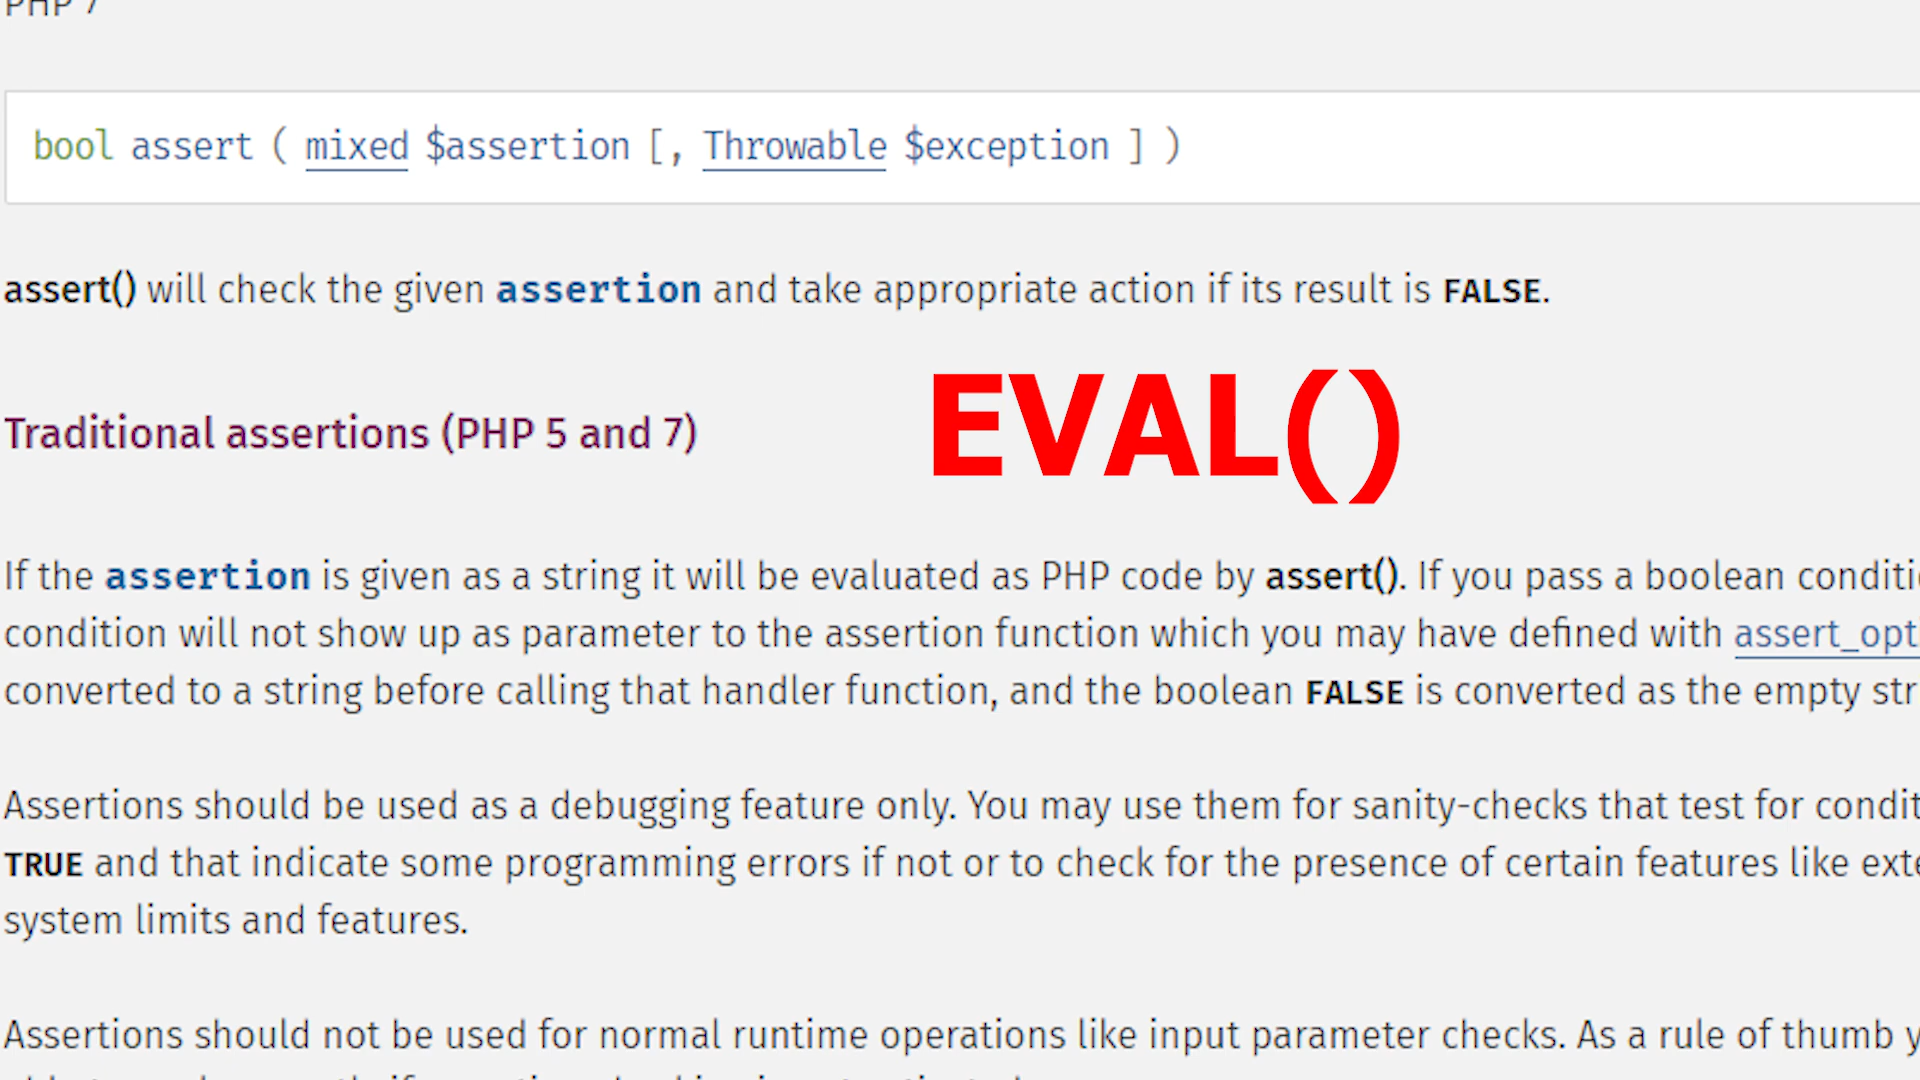 PHP 7
bool assert ( mixed $assertion [, Throwable $exception ] )
assert() will check the given assertion and take appropriate action if its result is FALSE.
EVAL()
Traditional assertions (PHP 5 and 7)
If the assertion is given as a string it will be evaluated as PHP code by assert(). If you pass a boolean
condition will not show up as parameter to the assertion function which you may have defined with
converted to a string before calling that handler function, and the boolean FALSE is converted as the empty
Assertions should be used as a debugging feature only. You may use them for sanity-checks that test for
TRUE and that indicate some programming errors if not or to check for the presence of certain features like
system limits and features.
Assertions should not be used for normal runtime operations like input parameter checks. As a rule of thumb